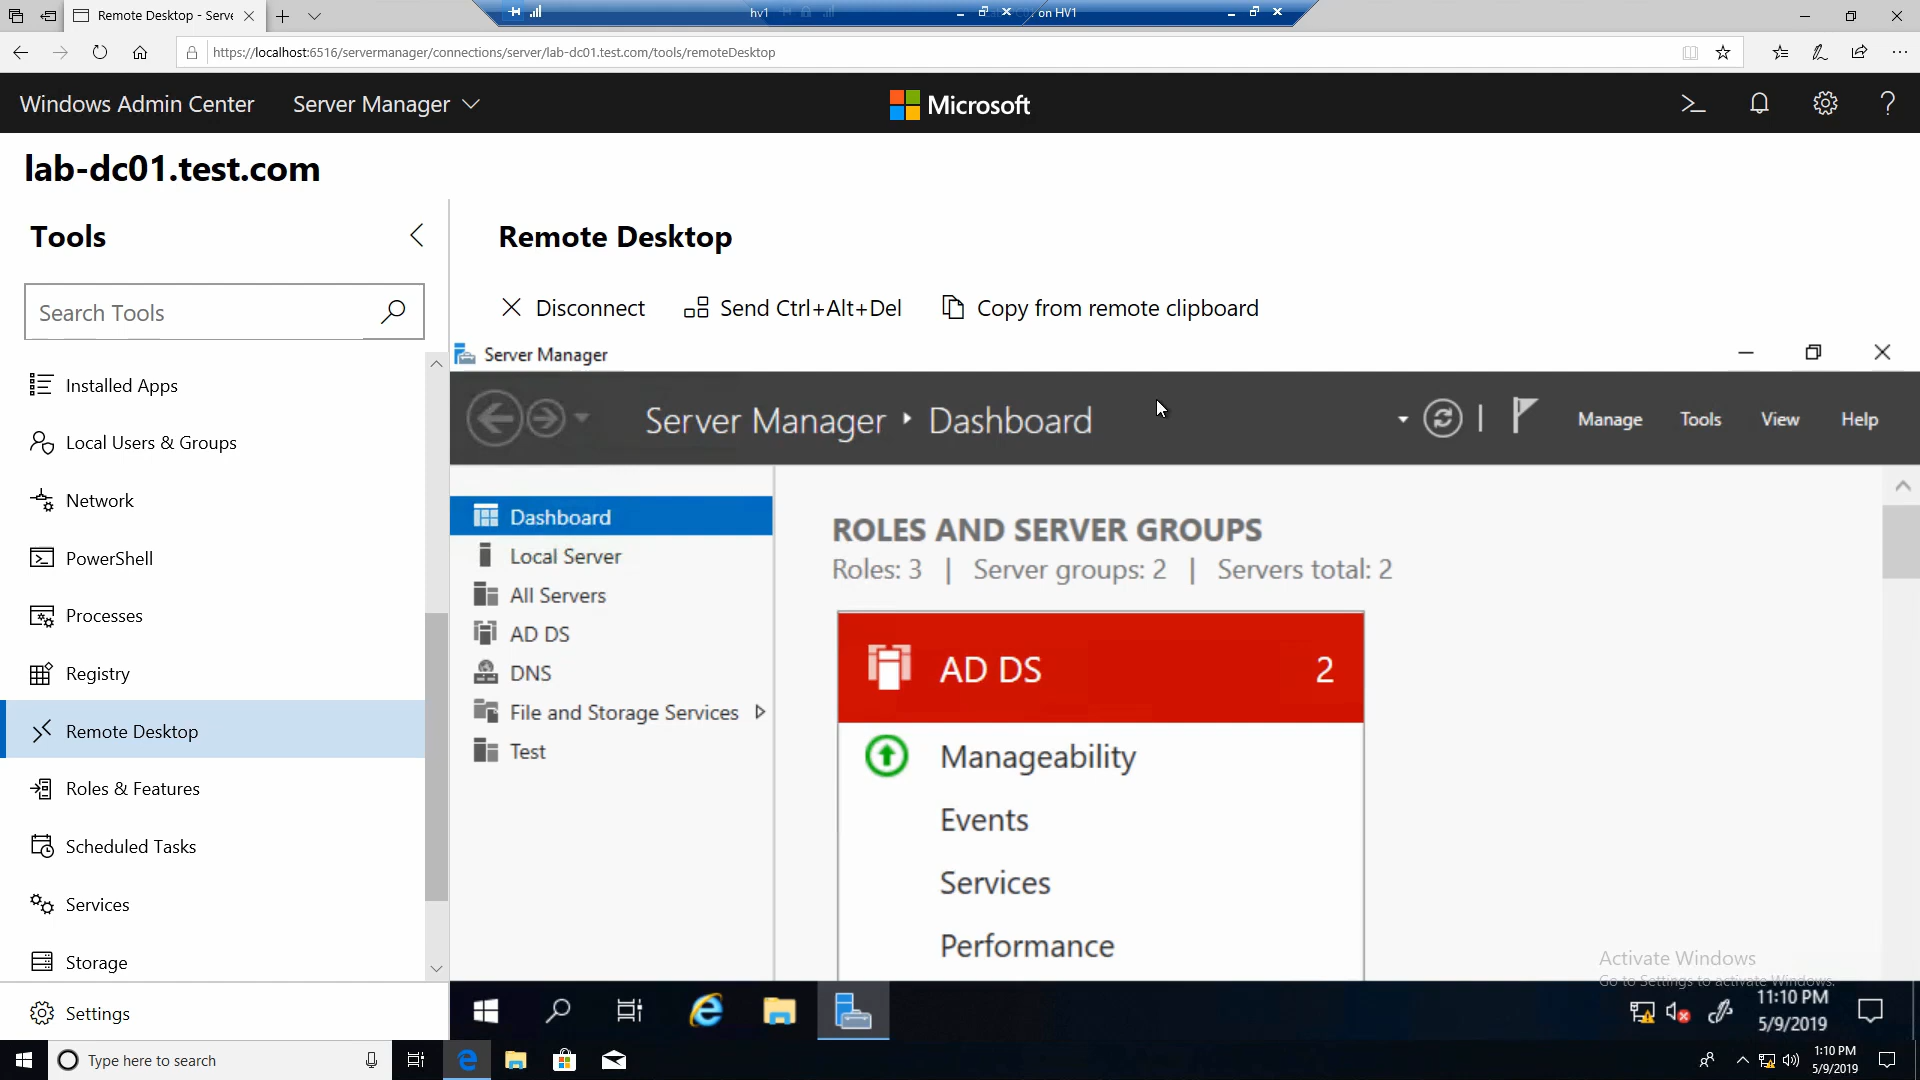 Remote Desktop - Serve
hv1
on HV1
https://localhost:6516/servermanager/connections/server/lab-dc01.test.com/tools/remoteDesktop
Windows Admin Center
Server Manager
Microsoft
lab-dc01.test.com
Tools
Search Tools
Installed Apps
Local Users & Groups
Network
PowerShell
Processes
Registry
Remote Desktop
Roles & Features
Scheduled Tasks
Services
Storage
Settings
Remote Desktop
Disconnect
Send Ctrl+Alt+Del
Copy from remote clipboard
Server Manager
Server Manager ‣ Dashboard
Manage
Tools
View
Help
Dashboard
Local Server
All Servers
AD DS
DNS
File and Storage Services
Test
ROLES AND SERVER GROUPS
Roles: 3 | Server groups: 2 | Servers total: 2
AD DS 2
Manageability
Events
Services
Performance
Activate Windows
Go to Settings to activate Windows.
11:10 PM
5/9/2019
Type here to search
1:10 PM
5/9/2019